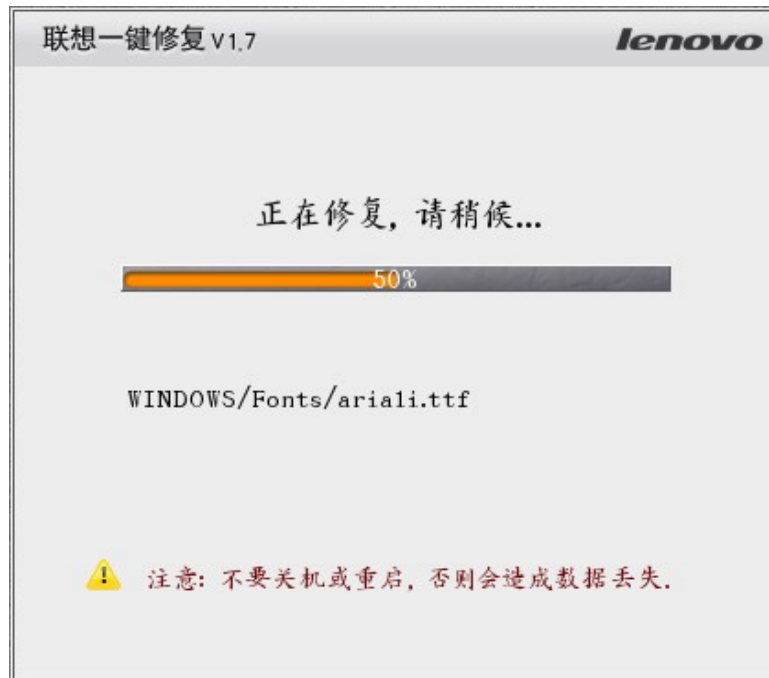 联想一键修复 V1.7
lenovo
正在修复, 请稍候...
50%
WINDOWS/Fonts/ariali.ttf
注意: 不要关机或重启, 否则会造成数据丢失.